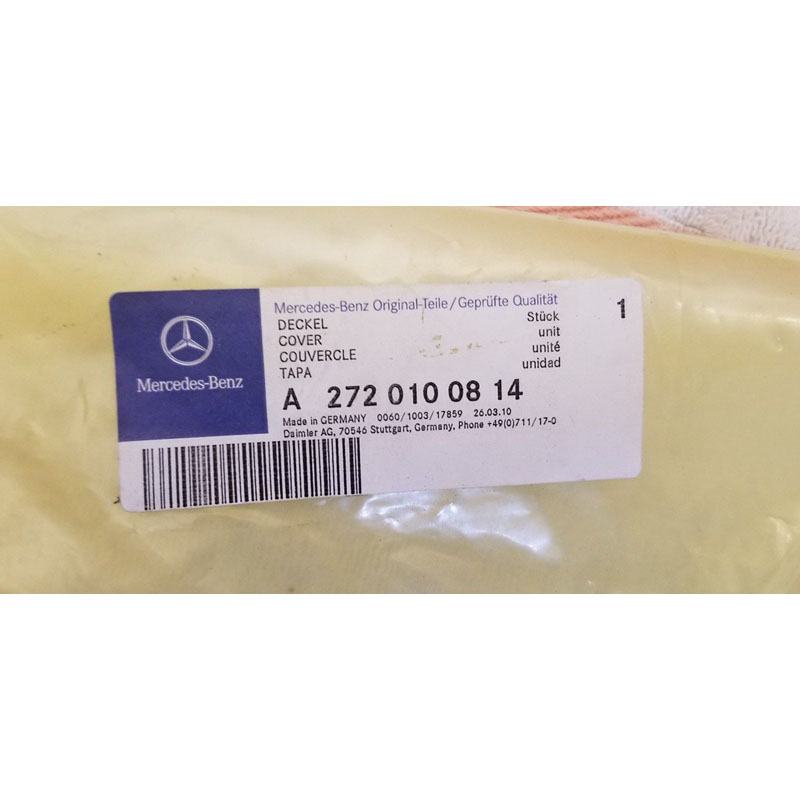 Mercedes-Benz
Mercedes-Benz Original-Teile/Geprüfte Qualität
1
DECKEL Stück
COVER unit
COUVERCLE unité
TAPA unidad
A 272 010 08 14
Made in GERMANY 0060/1003/17859 26.03.10
Daimler AG, 70546 Stuttgart, Germany, Phone +49(0)711/17-0